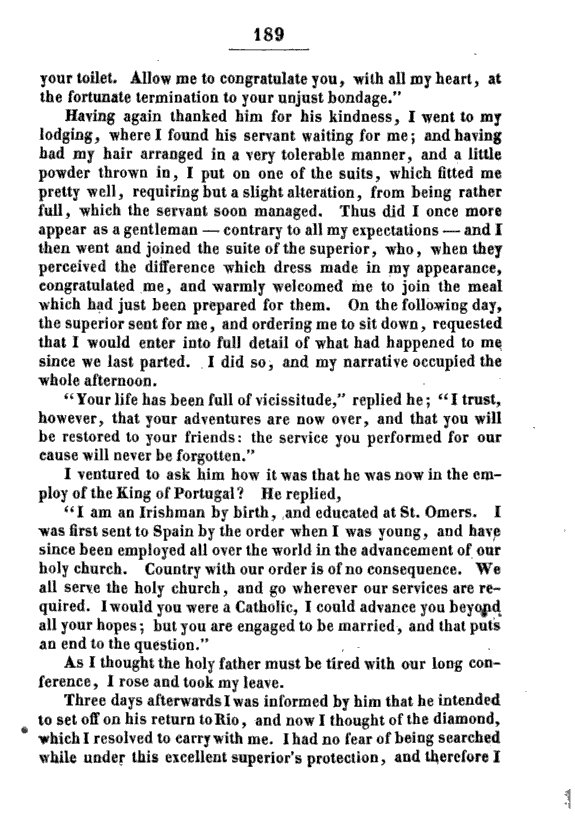 189
your toilet. Allow me to congratulate you, with all my heart, at
the fortunate termination to your unjust bondage."
Having again thanked him for his kindness, I went to my
lodging, where I found his servant waiting for me; and having
had my hair arranged in a very tolerable manner, and a little
powder thrown in, I put on one of the suits, which fitted me
pretty well, requiring but a slight alteration, from being rather
full, which the servant soon managed. Thus did I once more
appear as a gentleman — contrary to all my expectations — and I
then went and joined the suite of the superior, who, when they
perceived the difference which dress made in my appearance,
congratulated me, and warmly welcomed me to join the meal
which had just been prepared for them. On the following day,
the superior sent for me, and ordering me to sit down, requested
that I would enter into full detail of what had happened to me
since we last parted. I did so, and my narrative occupied the
whole afternoon.
"Your life has been full of vicissitude," replied he; "I trust,
however, that your adventures are now over, and that you will
be restored to your friends: the service you performed for our
cause will never be forgotten."
I ventured to ask him how it was that he was now in the em-
ploy of the King of Portugal? He replied,
"I am an Irishman by birth, and educated at St. Omers. I
was first sent to Spain by the order when I was young, and have
since been employed all over the world in the advancement of our
holy church. Country with our order is of no consequence. We
all serve the holy church, and go wherever our services are re-
quired. I would you were a Catholic, I could advance you beyond
all your hopes; but you are engaged to be married, and that puts
an end to the question."
As I thought the holy father must be tired with our long con-
ference, I rose and took my leave.
Three days afterwards I was informed by him that he intended
to set off on his return to Rio, and now I thought of the diamond,
which I resolved to carry with me. I had no fear of being searched
while under this excellent superior's protection, and therefore I